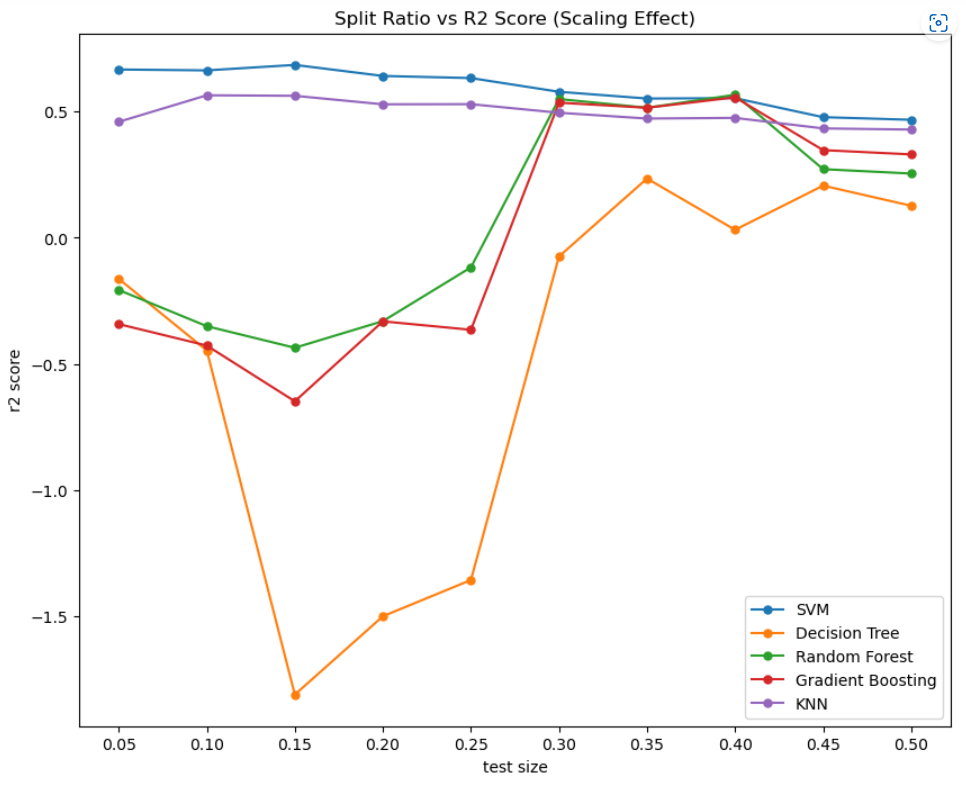 Split Ratio vs R2 Score (Scaling Effect)
r2 score
0.5
0.0
−0.5
−1.0
−1.5
SVM
Decision Tree
Random Forest
Gradient Boosting
KNN
0.05 0.10 0.15 0.20 0.25 0.30 0.35 0.40 0.45 0.50
test size